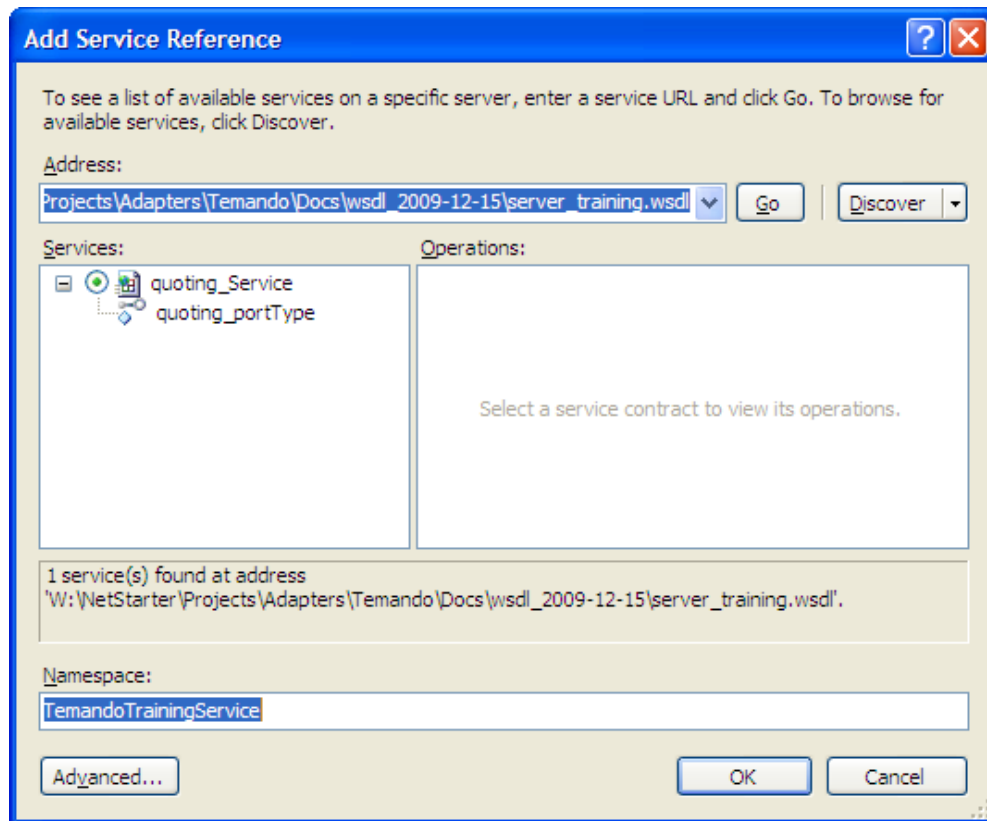 Add Service Reference
To see a list of available services on a specific server, enter a service URL and click Go. To browse for
available services, click Discover.
Address:
Projects\Adapters\Temando\Docs\wsdl_2009-12-15\server_training.wsdl
Go
Discover
Services:
Operations:
quoting_Service
quoting_portType
Select a service contract to view its operations.
1 service(s) found at address
'W:\NetStarter\Projects\Adapters\Temando\Docs\wsdl_2009-12-15\server_training.wsdl'.
Namespace:
TemandoTrainingService
Advanced...
OK
Cancel